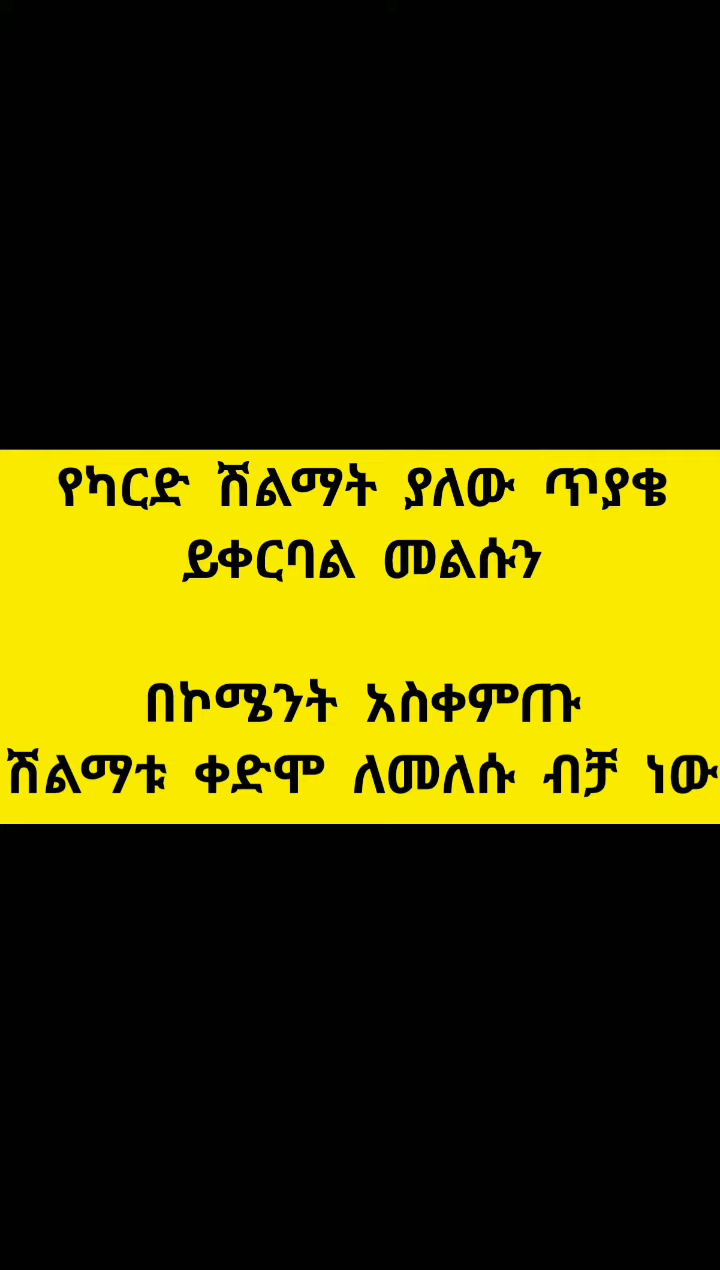 የካርድ ሽልማት ያለው ጥያቄ
ይቀርባል መልሱን
በኮሜንት አስቀምጡ
ሽልማቱ ቀድሞ ለመለሱ ብቻ ነው